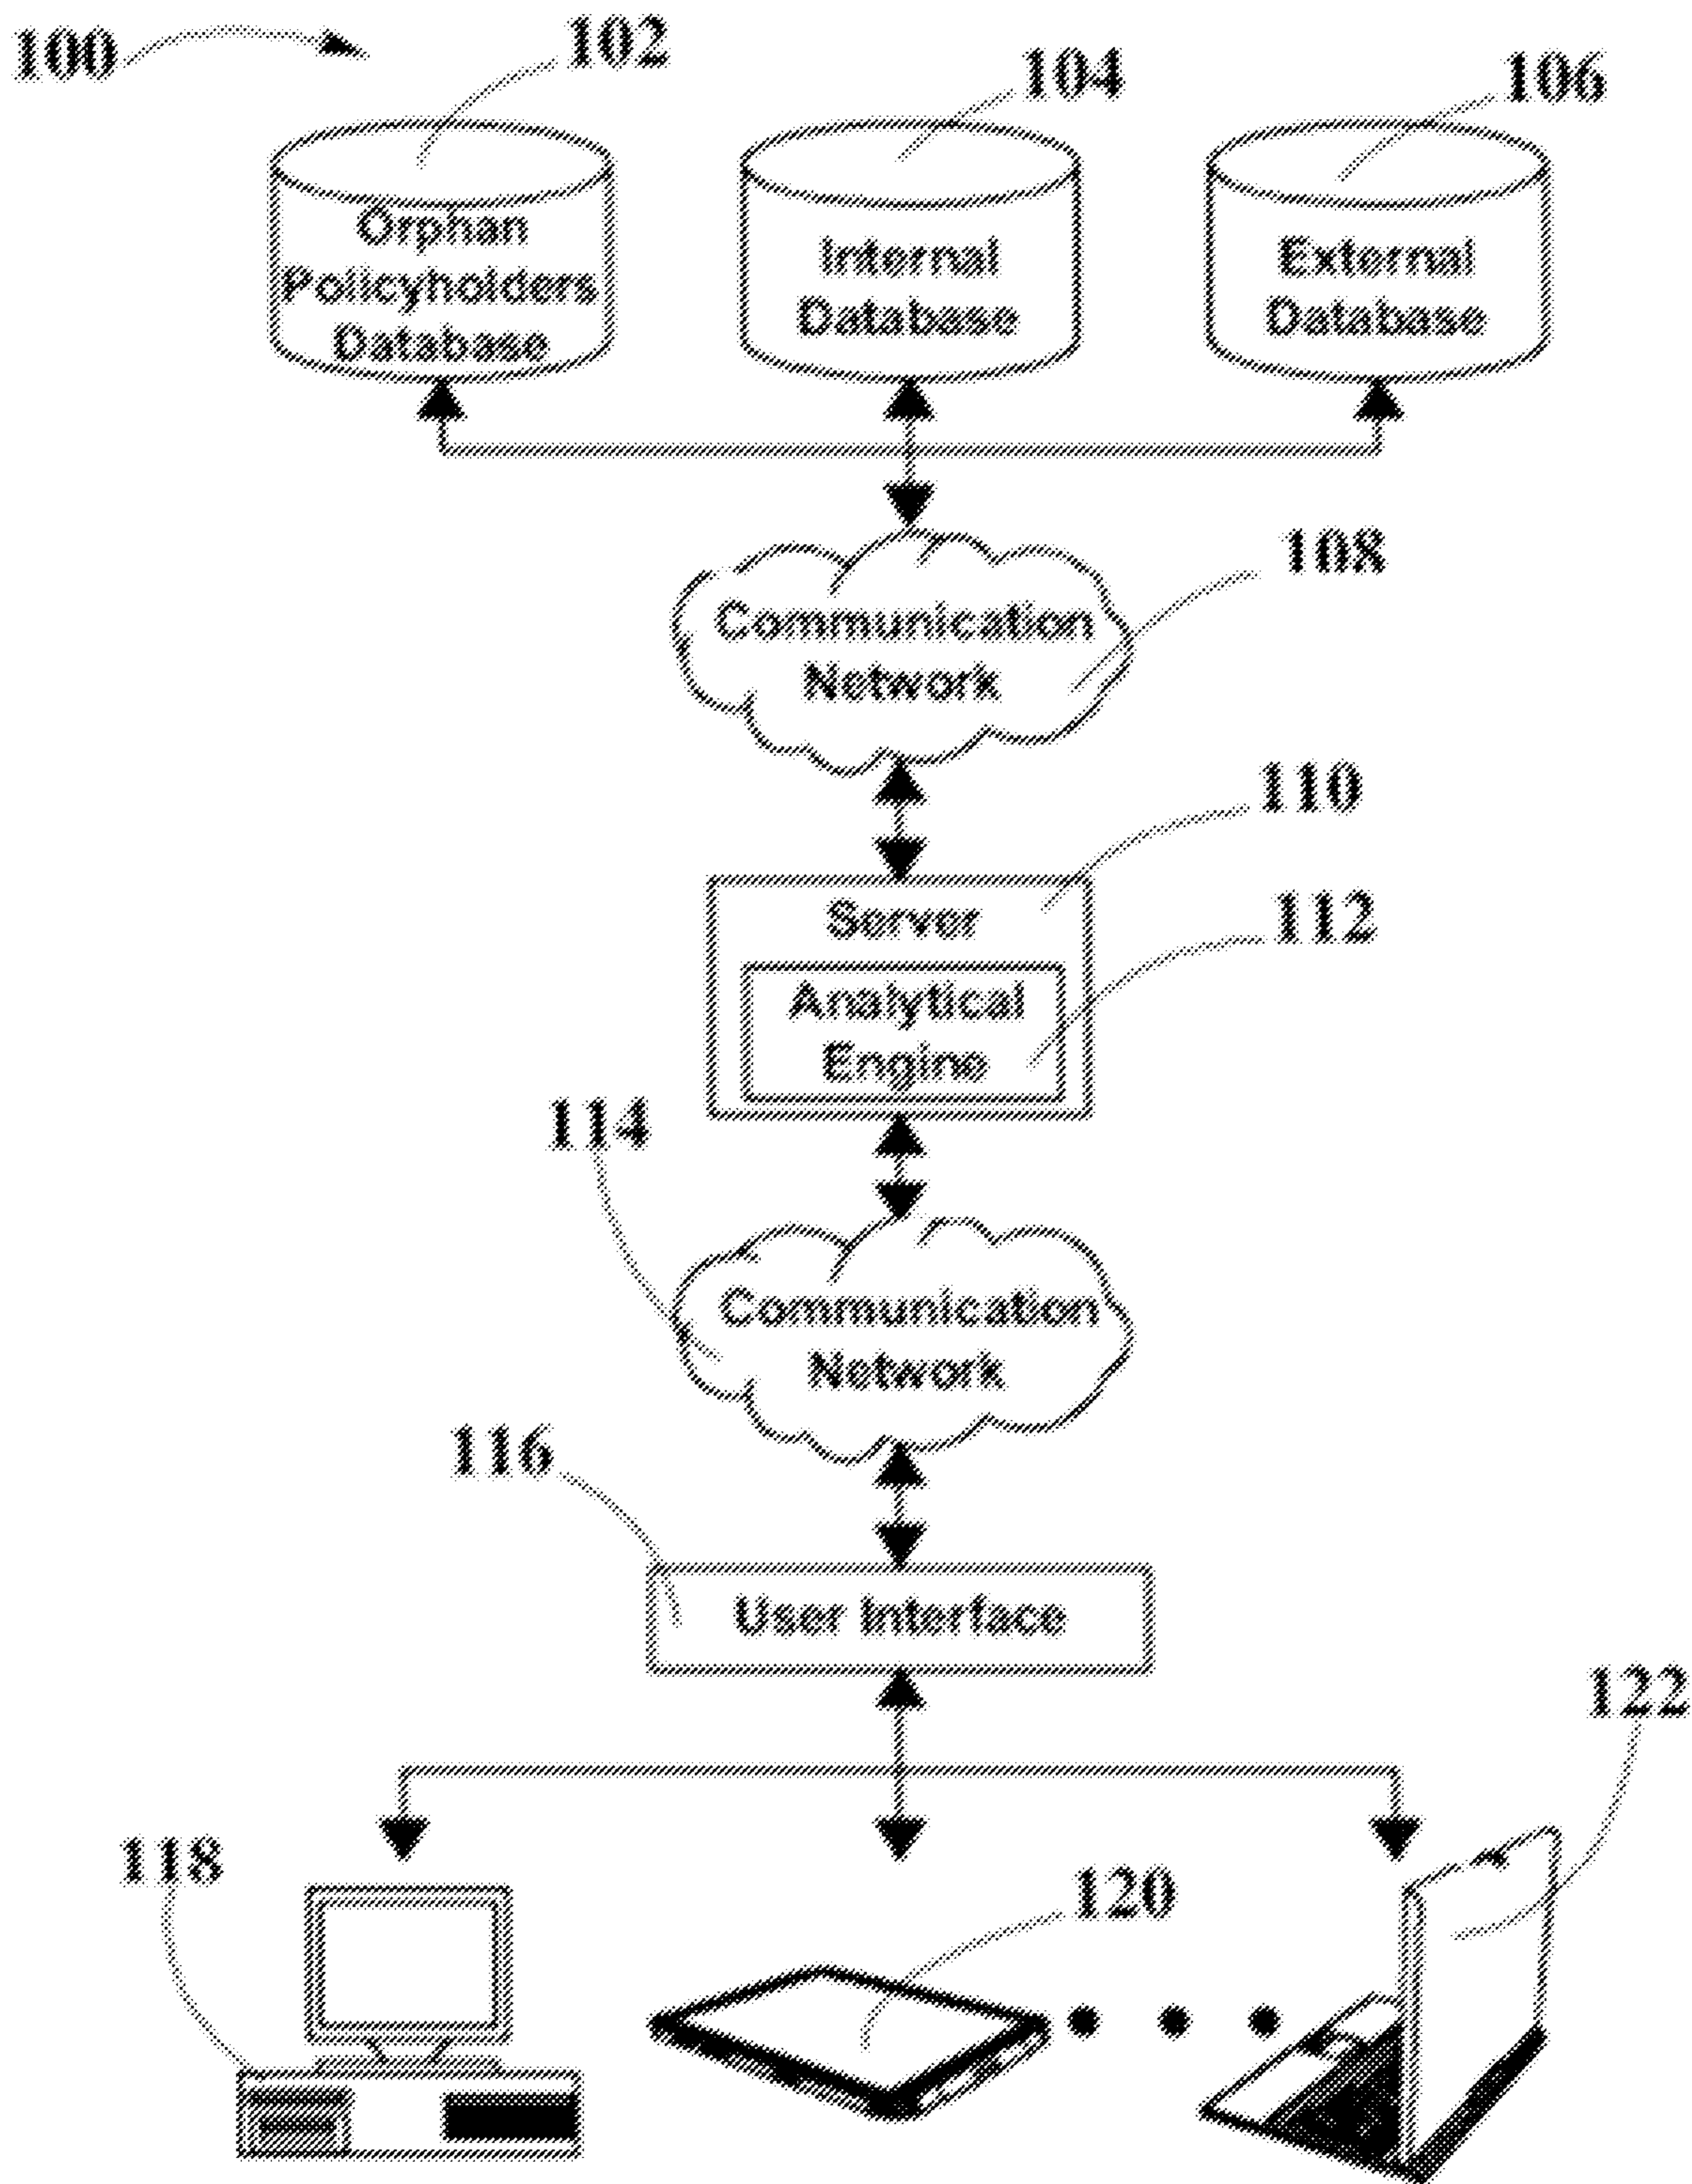 100
102
104
106
Orphan
Policyholders
Database
Internal
Database
External
Database
108
Communication
Network
110
Server
112
Analytical
Engine
114
Communication
Network
116
User Interface
122
118
120